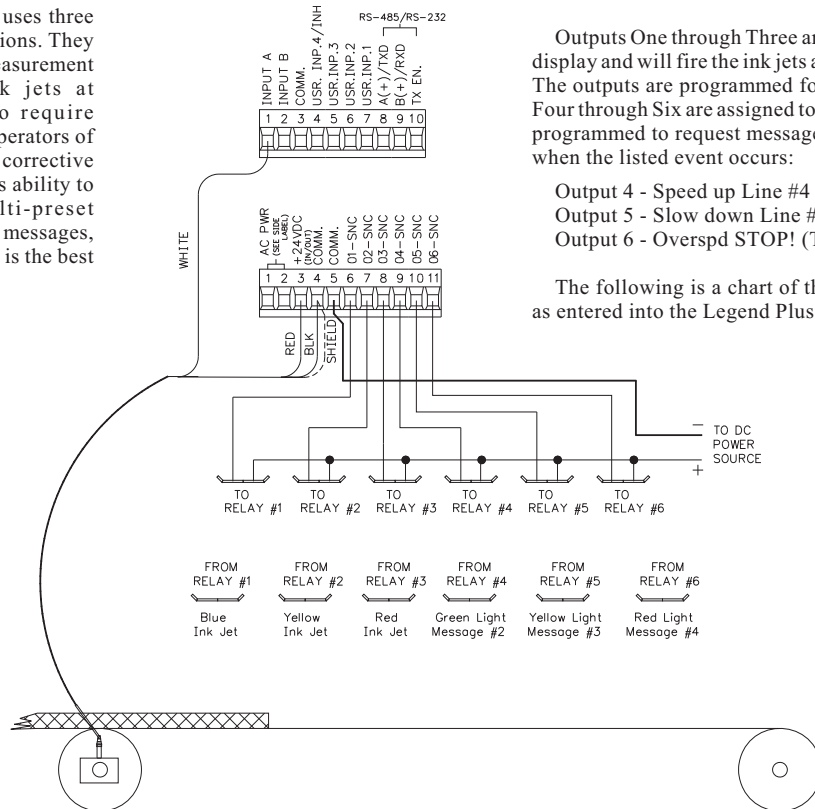 uses three
ions. They
easurement
k jets at
o require
perators of
corrective
s ability to
lti-preset
messages,
is the best
Outputs One through Three ar
display and will fire the ink jets a
The outputs are programmed fo
Four through Six are assigned to
programmed to request message
when the listed event occurs:
Output 4 - Speed up Line #4
Output 5 - Slow down Line #
Output 6 - Overspd STOP! (T
The following is a chart of th
as entered into the Legend Plus
RS-485/RS-232
INPUT A
INPUT B
COMM.
USR. INP.4/INH
USR.INP.3
USR.INP.2
USR.INP.1
A(+)/TXD
B(+)/RXD
TX EN.
1 2 3 4 5 6 7 8 9 10
WHITE
AC PWR
(SEE SIDE
LABEL)
+24VDC
(IN/OUT)
COMM.
COMM.
O1-SNC
O2-SNC
O3-SNC
O4-SNC
O5-SNC
O6-SNC
1 2 3 4 5 6 7 8 9 10 11
RED
BLK
SHIELD
−
TO DC
POWER
SOURCE
+
TO
RELAY #1
TO
RELAY #2
TO
RELAY #3
TO
RELAY #4
TO
RELAY #5
TO
RELAY #6
FROM
RELAY #1
FROM
RELAY #2
FROM
RELAY #3
FROM
RELAY #4
FROM
RELAY #5
FROM
RELAY #6
Blue
Ink Jet
Yellow
Ink Jet
Red
Ink Jet
Green Light
Message #2
Yellow Light
Message #3
Red Light
Message #4